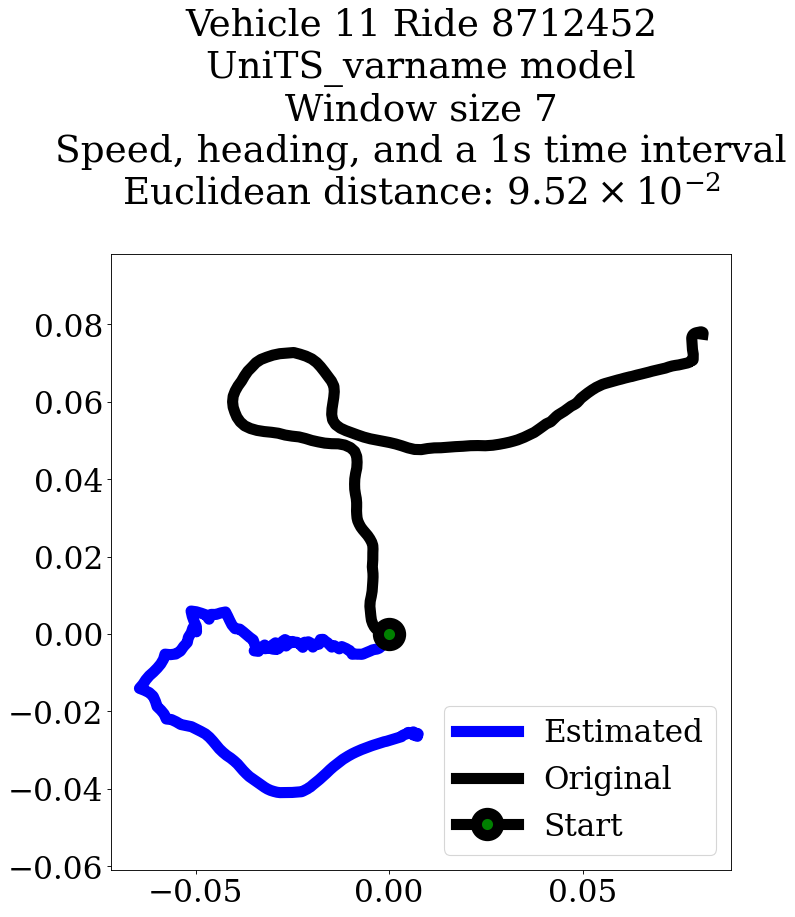 Vehicle 11 Ride 8712452
UniTS_varname model
Window size 7
Speed, heading, and a 1s time interval
Euclidean distance: 9.52 × 10⁻²
0.08
0.06
0.04
0.02
0.00
−0.02
−0.04
−0.06
−0.05
0.00
0.05
Estimated
Original
Start